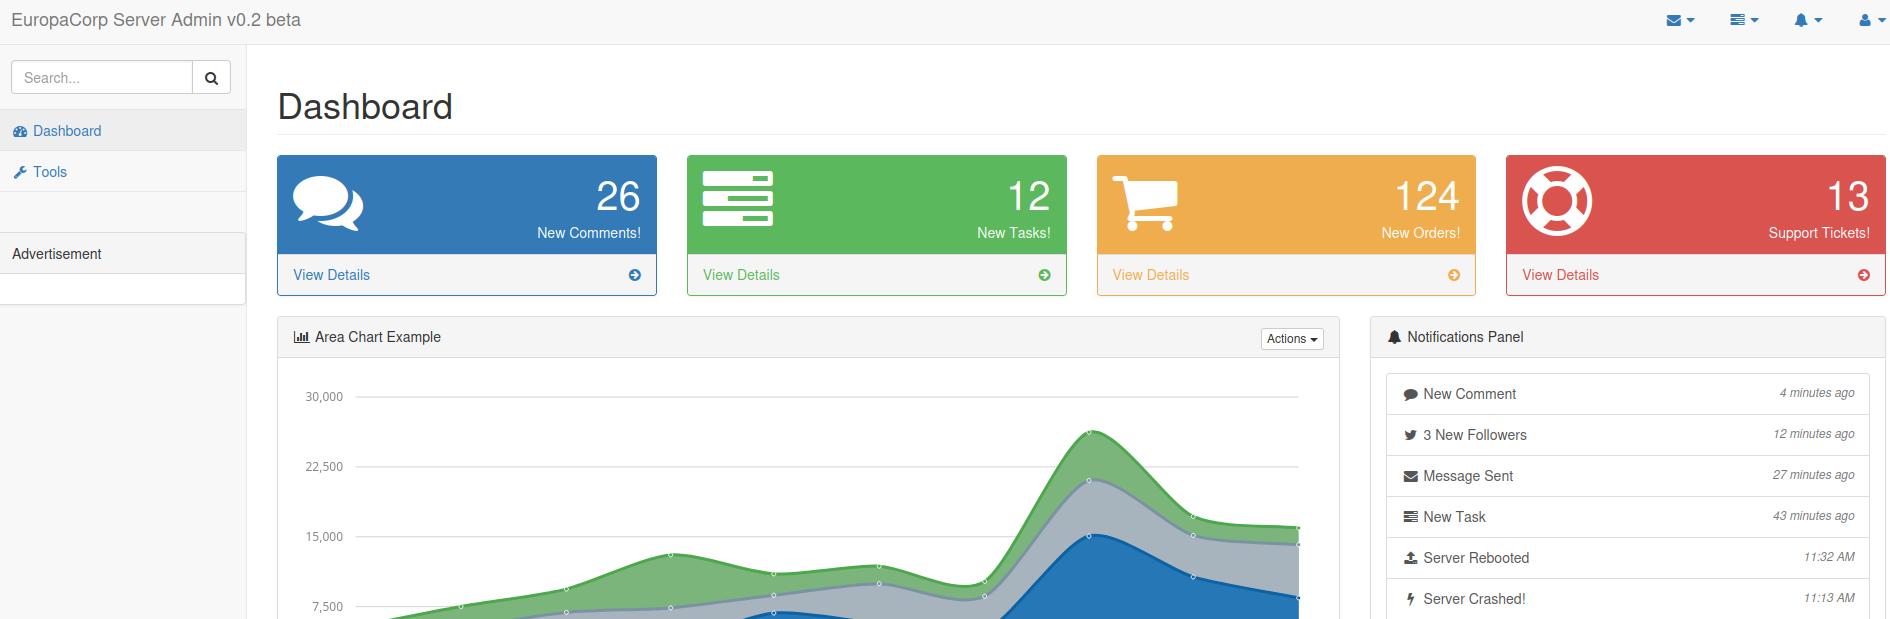 EuropaCorp Server Admin v0.2 beta
Search...
Dashboard
Tools
Advertisement
Dashboard
26
New Comments!
View Details
12
New Tasks!
View Details
124
New Orders!
View Details
13
Support Tickets!
View Details
Area Chart Example
Actions
30,000
22,500
15,000
7,500
Notifications Panel
New Comment 4 minutes ago
3 New Followers 12 minutes ago
Message Sent 27 minutes ago
New Task 43 minutes ago
Server Rebooted 11:32 AM
Server Crashed! 11:13 AM